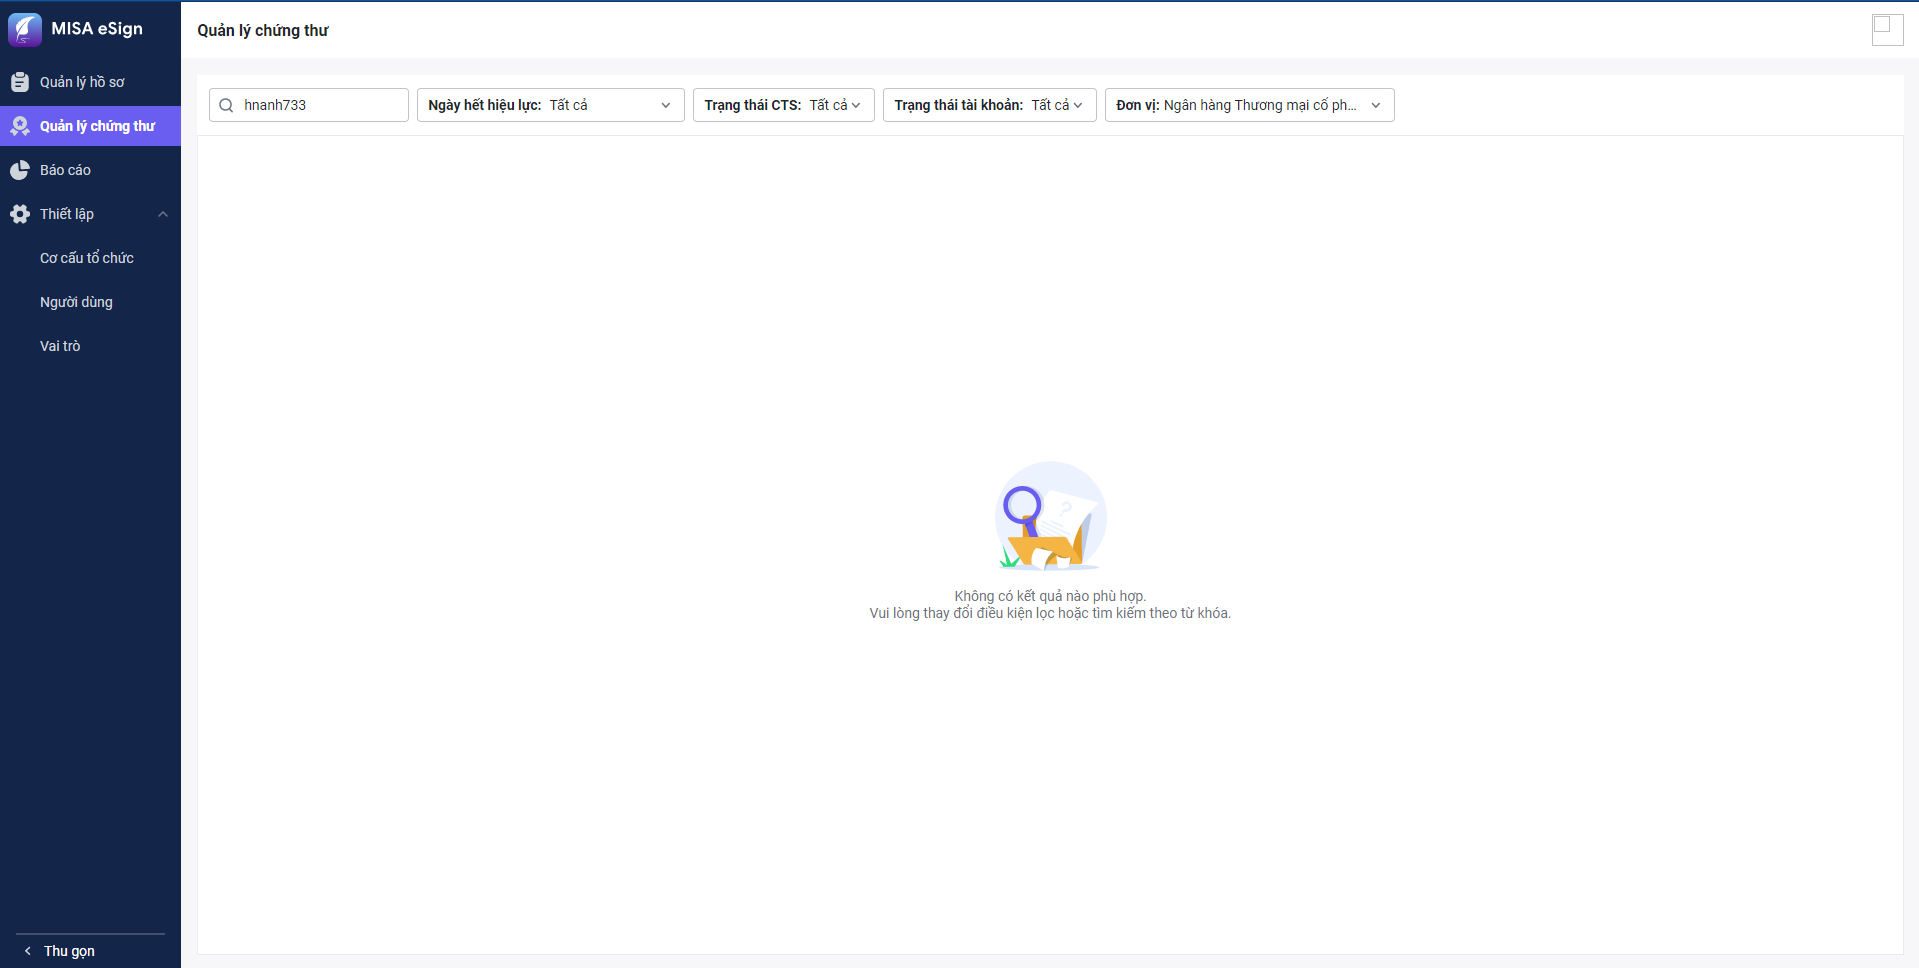 MISA eSign
Quản lý chứng thư
Quản lý hồ sơ
Quản lý chứng thư
Báo cáo
Thiết lập
Cơ cấu tổ chức
Người dùng
Vai trò
Thu gọn
hnanh733
Ngày hết hiệu lực: Tất cả
Trạng thái CTS: Tất cả
Trạng thái tài khoản: Tất cả
Đơn vị: Ngân hàng Thương mại cổ ph...
?
Không có kết quả nào phù hợp.
Vui lòng thay đổi điều kiện lọc hoặc tìm kiếm theo từ khóa.